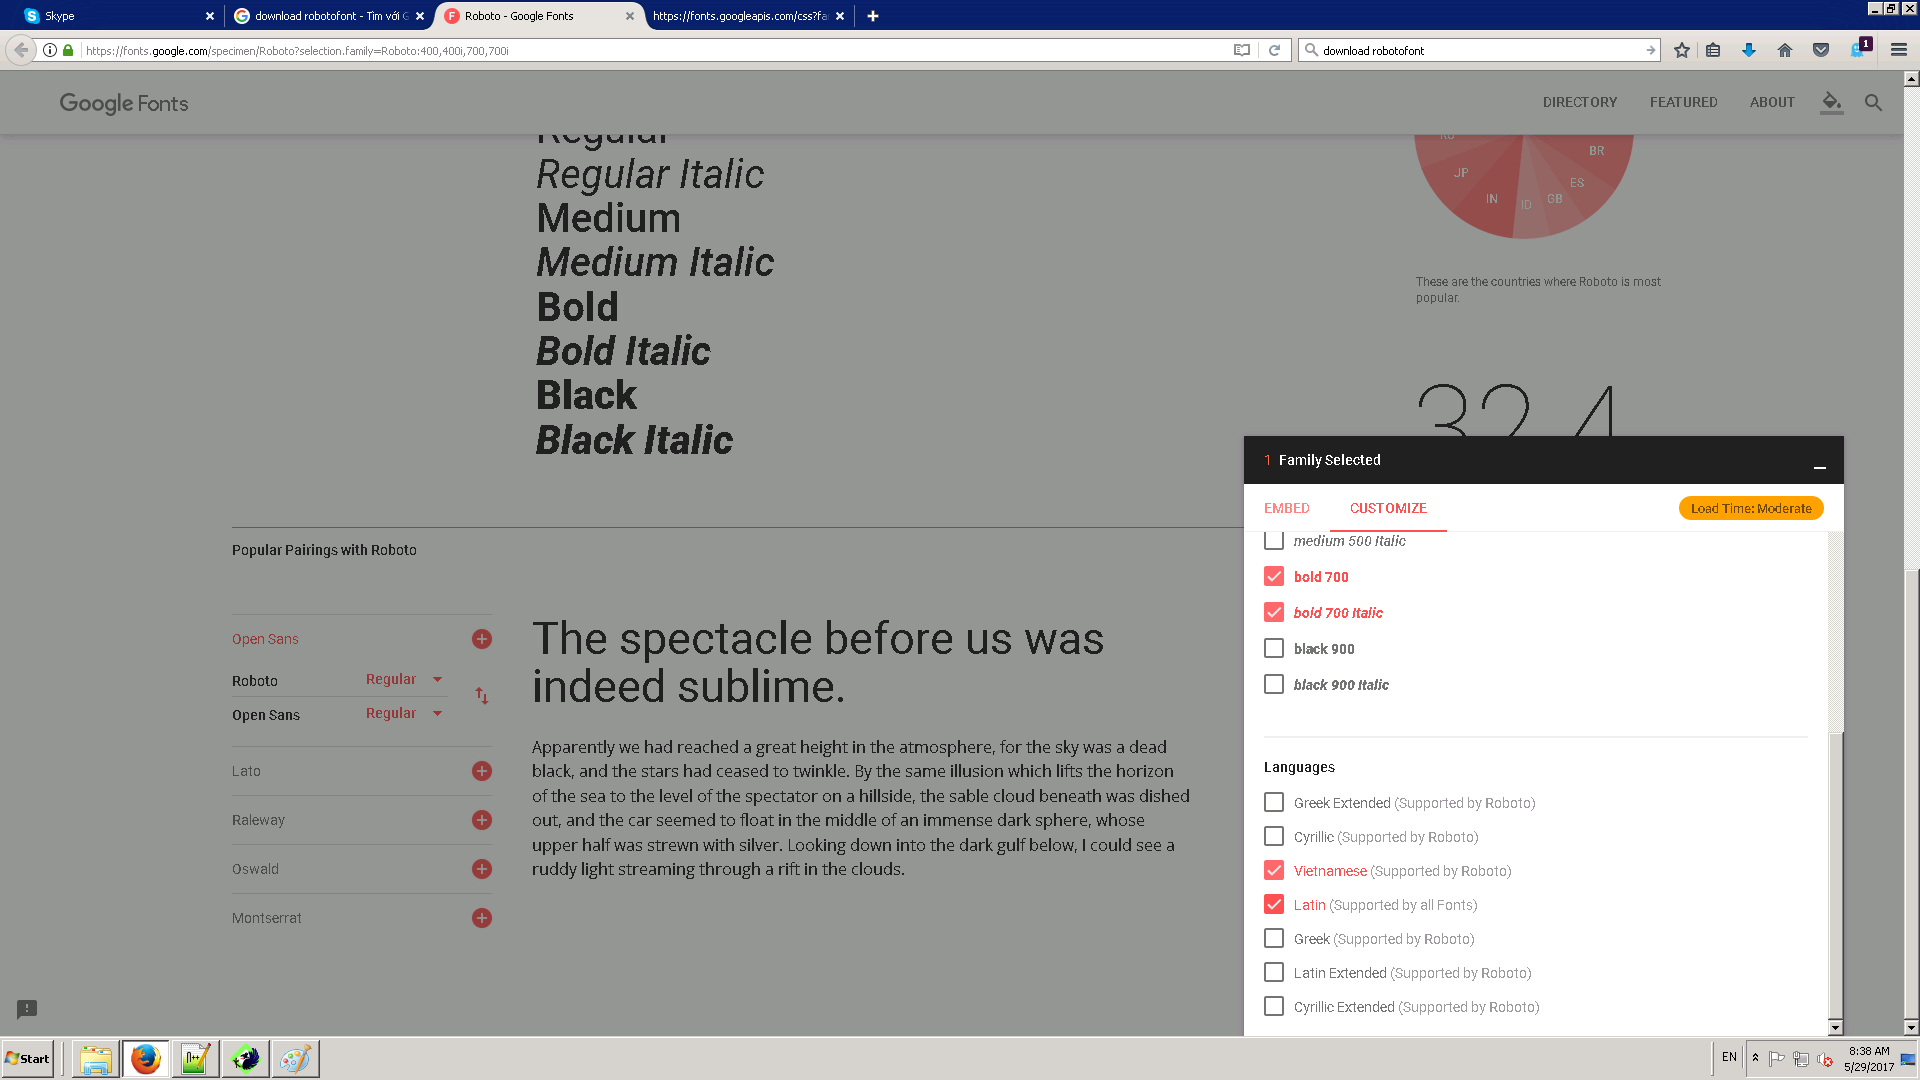 Skype
download robotofont - Tìm với G
Roboto - Google Fonts
https://fonts.googleapis.com/css?fa
https://fonts.google.com/specimen/Roboto?selection.family=Roboto:400,400i,700,700i
download robotofont
1
Google Fonts
DIRECTORY
FEATURED
ABOUT
Regular
Regular Italic
Medium
Medium Italic
Bold
Bold Italic
Black
Black Italic
RU
BR
JP
ES
IN
ID
GB
These are the countries where Roboto is most
popular.
32.4
Popular Pairings with Roboto
Open Sans
Roboto Regular
Open Sans Regular
Lato
Raleway
Oswald
Montserrat
The spectacle before us was
indeed sublime.
Apparently we had reached a great height in the atmosphere, for the sky was a dead
black, and the stars had ceased to twinkle. By the same illusion which lifts the horizon
of the sea to the level of the spectator on a hillside, the sable cloud beneath was dished
out, and the car seemed to float in the middle of an immense dark sphere, whose
upper half was strewn with silver. Looking down into the dark gulf below, I could see a
ruddy light streaming through a rift in the clouds.
1 Family Selected
EMBED
CUSTOMIZE
Load Time: Moderate
medium 500 Italic
bold 700
bold 700 Italic
black 900
black 900 Italic
Languages
Greek Extended (Supported by Roboto)
Cyrillic (Supported by Roboto)
Vietnamese (Supported by Roboto)
Latin (Supported by all Fonts)
Greek (Supported by Roboto)
Latin Extended (Supported by Roboto)
Cyrillic Extended (Supported by Roboto)
Start
EN
8:38 AM
5/29/2017